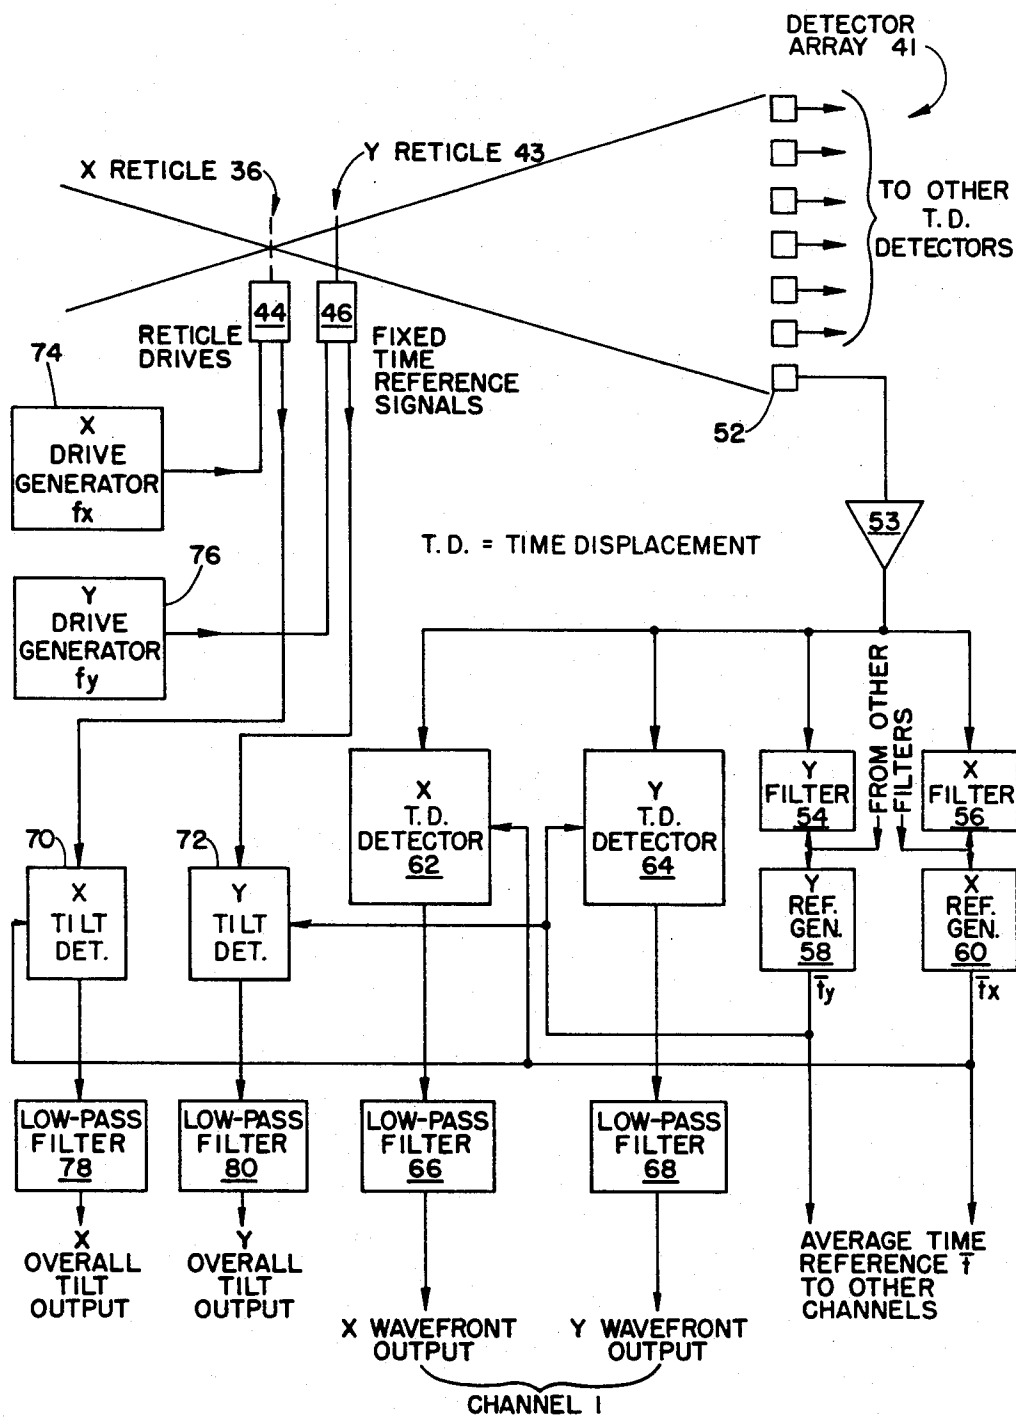 DETECTOR
ARRAY 41
Y RETICLE 43
X RETICLE 36
TO OTHER
T.D.
DETECTORS
44
46
RETICLE
DRIVES
FIXED
TIME
REFERENCE
SIGNALS
74
X
DRIVE
GENERATOR
fx
52
53
T.D. = TIME DISPLACEMENT
76
Y
DRIVE
GENERATOR
fy
FROM OTHER
FILTERS
X
T.D.
DETECTOR
62
Y
T.D.
DETECTOR
64
Y
FILTER
54
X
FILTER
56
70
X
TILT
DET.
72
Y
TILT
DET.
Y
REF.
GEN.
58
t̄y
X
REF.
GEN.
60
t̄x
LOW-PASS
FILTER
78
LOW-PASS
FILTER
80
LOW-PASS
FILTER
66
LOW-PASS
FILTER
68
X
OVERALL
TILT
OUTPUT
Y
OVERALL
TILT
OUTPUT
X WAVEFRONT
OUTPUT
Y WAVEFRONT
OUTPUT
AVERAGE TIME
REFERENCE t̄
TO OTHER
CHANNELS
CHANNEL 1